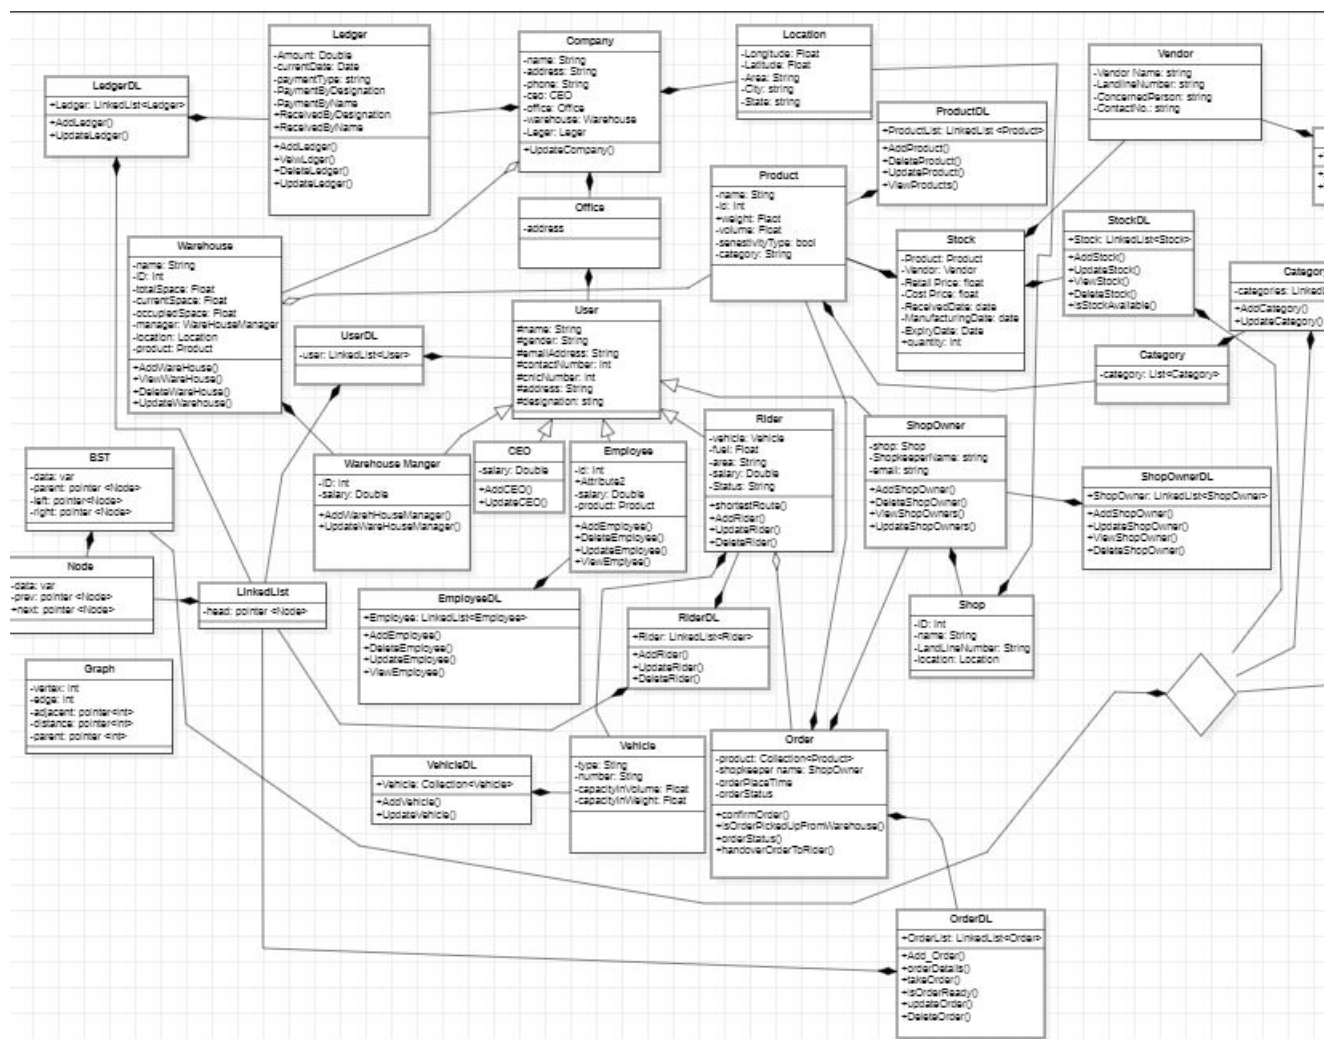 Ledger
-Amount: Double
-currentDate: Date
-paymentType: string
-PaymentByDesignation
-PaymentByName
+ReceivedByDesignation
+ReceivedByName
+AddLedger()
+VeiwLdger()
+DeleteLedger()
+UpdateLedger()
Company
-name: String
-address: String
-phone: String
-ceo: CEO
-office: Office
-warehouse: Warehouse
-Leger: Leger
+UpdateCompany()
Location
-Longitude: Float
-Latitude: Float
-Area: String
-City: string
-State: string
Vendor
-Vendor Name: string
-LandlineNumber: string
-ConcernedPerson: string
-ContactNo.: string
LedgerDL
+Ledger: LinkedList<Ledger>
+AddLedger()
+UpdateLedger()
ProductDL
+ProductList: LinkedList <Product>
+AddProduct()
+DeleteProduct()
+UpdateProduct()
+ViewProducts()
Product
-name: Sting
-id: Int
+weight: Flaot
-volume: Float
-senestivityType: bool
-category: String
Office
-address
Stock
-Product: Product
-Vendor: Vendor
-Retail Price: float
-Cost Price: float
-ReceivedDate: date
-ManufacturingDate: date
-ExpiryDate: Date
+quantity: Int
StockDL
+Stock: LinkedList<Stock>
+AddStock()
+UpdateStock()
+ViewStock()
+DeleteStock()
+isStockAvailable()
Warehouse
-name: String
-ID: Int
-totalSpace: Float
-currentSpace: Float
-occupiedSpace: Float
-manager: WareHouseManager
-location: Location
-product: Product
+AddWareHouse()
+ViewWareHouse()
+DeleteWareHouse()
+UpdateWarehouse()
Category
-categories: Linked
+AddCategory()
+UpdateCategory()
User
#name: String
#gender: String
#emailAddress: String
#contactNumber: Int
#cnicNumber: Int
#address: String
#designation: sting
UserDL
-user: LinkedList<User>
Category
-category: List<Category>
Rider
-vehicle: Vehicle
-fuel: Float
-area: String
-salary: Double
-Status: String
+shortestRoute()
+AddRider()
+UpdateRider()
+DeleteRider()
ShopOwner
-shop: Shop
-ShopkeeperName: string
-email: string
+AddShopOwner()
+DeleteShopOwner()
+ViewShopOwners()
+UpdateShopOwners()
BST
-data: var
-parent: pointer <Node>
-left: pointer<Node>
-right: pointer <Node>
Warehouse Manger
-ID: Int
-salary: Double
+AddWarehHouseManager()
+UpdateWareHouseManager()
CEO
-salary: Double
+AddCEO()
+UpdateCEO()
Employee
-id: Int
+Attribute2
-salary: Double
-product: Product
+AddEmployee()
+DeleteEmployee()
+UpdateEmployee()
+ViewEmplyee()
ShopOwnerDL
+ShopOwner: LinkedList<ShopOwner>
+AddShopOwner()
+UpdateShopOwner()
+ViewShopOwner()
+DeleteShopOwner()
Node
-data: var
-prev: pointer <Node>
+next: pointer <Node>
LinkedList
-head: pointer <Node>
EmployeeDL
+Employee: LinkedList<Employee>
+AddEmployee()
+DeleteEmployee()
+UpdateEmployee()
+ViewEmployee()
RiderDL
+Rider: LinkedList<Rider>
+AddRider()
+UpdateRider()
+DeleteRider()
Shop
-ID: Int
-name: String
-LandLineNumber: String
-location: Location
Graph
-vertex: Int
-edge: Int
-adjacent: pointer<int>
-distance: pointer<int>
-parent: pointer <int>
VehicleDL
+Vehicle: Collection<Vehicle>
+AddVehicle()
+UpdateVehicle()
Vehicle
-type: Sting
-number: Sting
-capacityInVolume: Float
-capacityInWeight: Float
Order
-product: Collection<Product>
-shopkeeper name: ShopOwner
-orderPlaceTime
-orderStatus
+confirmOrder()
+isOrderPickedUpFromWarehouse()
+orderStatus()
+handoverOrderToRider()
OrderDL
+OrderList: LinkedList<Order>
+Add_Order()
+orderDetails()
+takeOrder()
+isOrderReady()
+updateOrder()
+DeleteOrder()